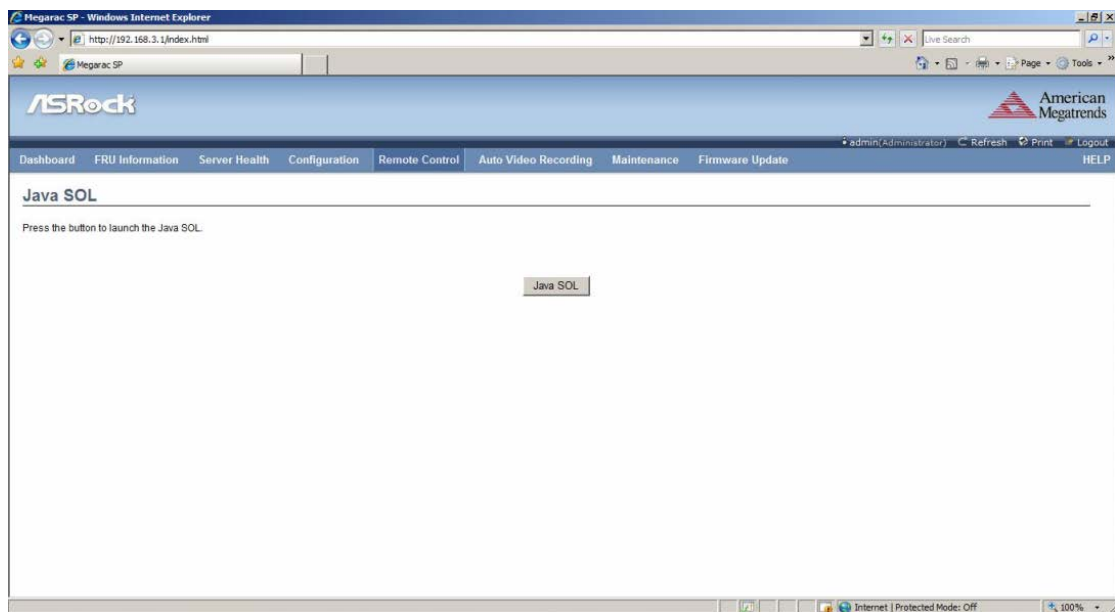 Megarac SP - Windows Internet Explorer
http://192.168.3.1/index.html
Live Search
Megarac SP
Page
Tools
ASRock
American
Megatrends
admin(Administrator) Refresh Print Logout
Dashboard FRU Information Server Health Configuration Remote Control Auto Video Recording Maintenance Firmware Update HELP
Java SOL
Press the button to launch the Java SOL.
Java SOL
Internet | Protected Mode: Off 100%